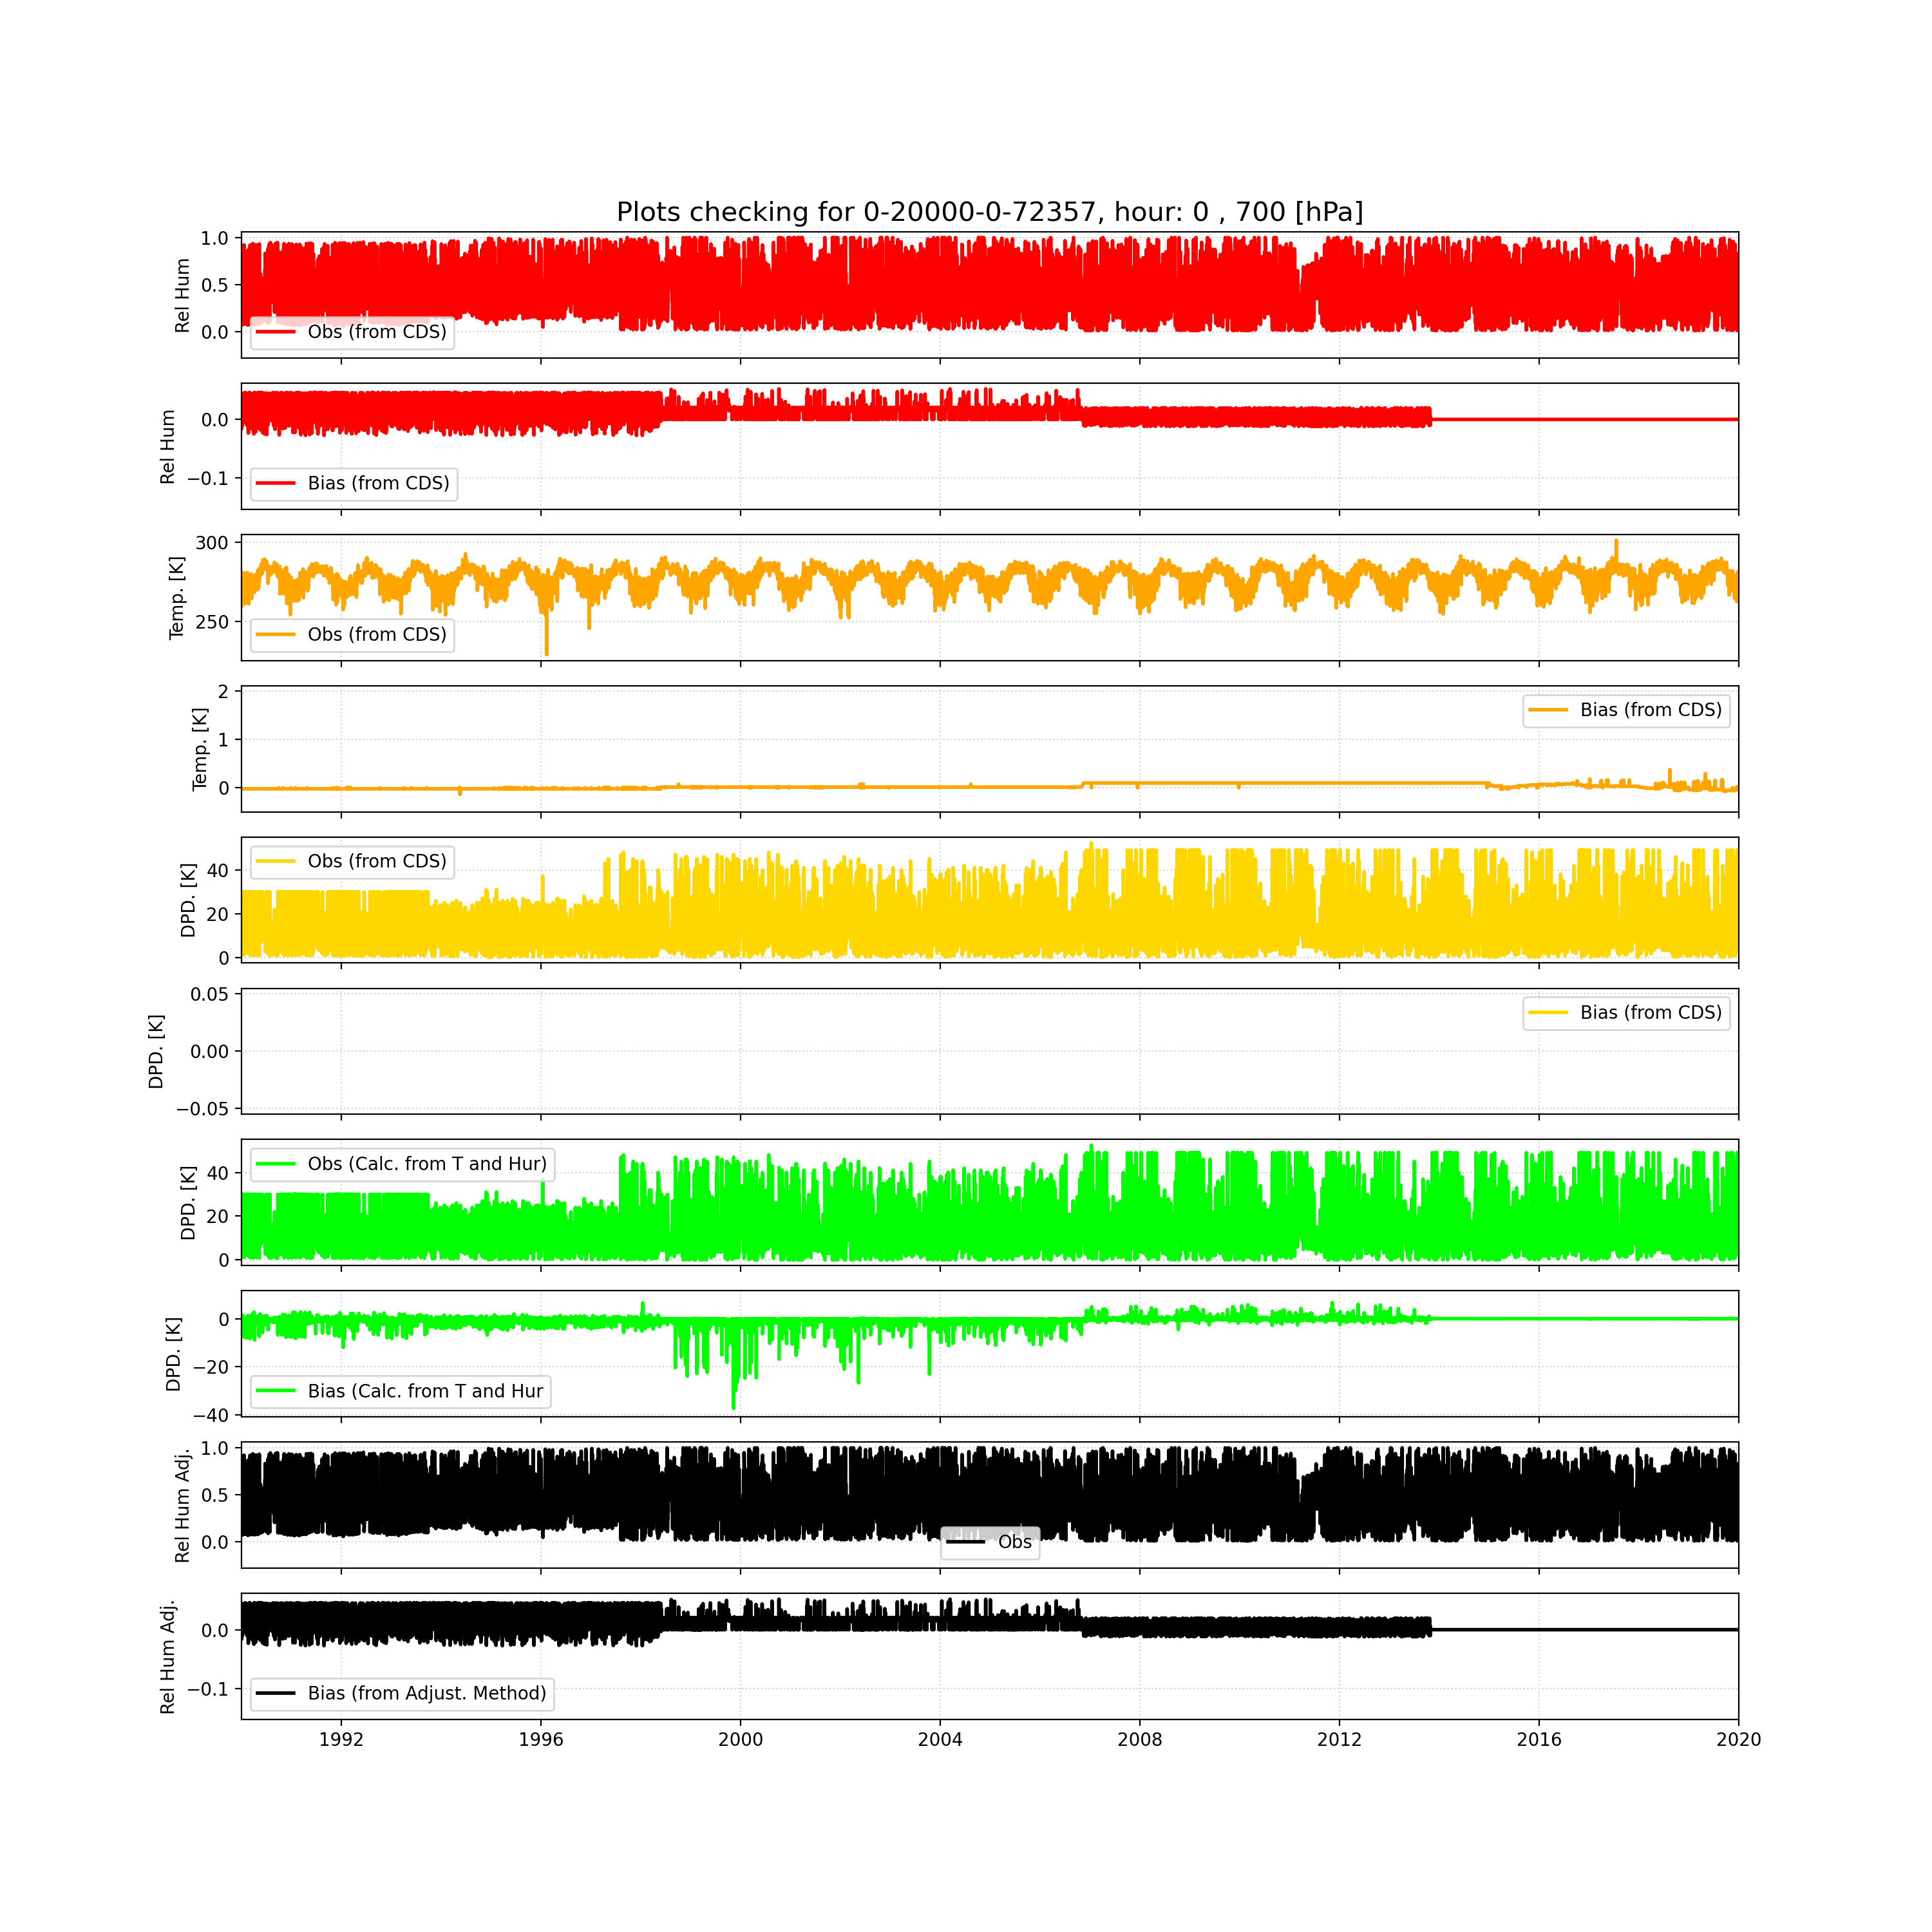 Plots checking for 0-20000-0-72357, hour: 0 , 700 [hPa]
1.0
0.5
0.0
Rel Hum
Obs (from CDS)
0.0
−0.1
Rel Hum
Bias (from CDS)
300
250
Temp. [K]
Obs (from CDS)
2
1
0
Temp. [K]
Bias (from CDS)
40
20
0
DPD. [K]
Obs (from CDS)
0.05
0.00
−0.05
DPD. [K]
Bias (from CDS)
40
20
0
DPD. [K]
Obs (Calc. from T and Hur)
0
−20
−40
DPD. [K]
Bias (Calc. from T and Hur
1.0
0.5
0.0
Rel Hum Adj.
Obs
0.0
−0.1
Rel Hum Adj.
Bias (from Adjust. Method)
1992 1996 2000 2004 2008 2012 2016 2020